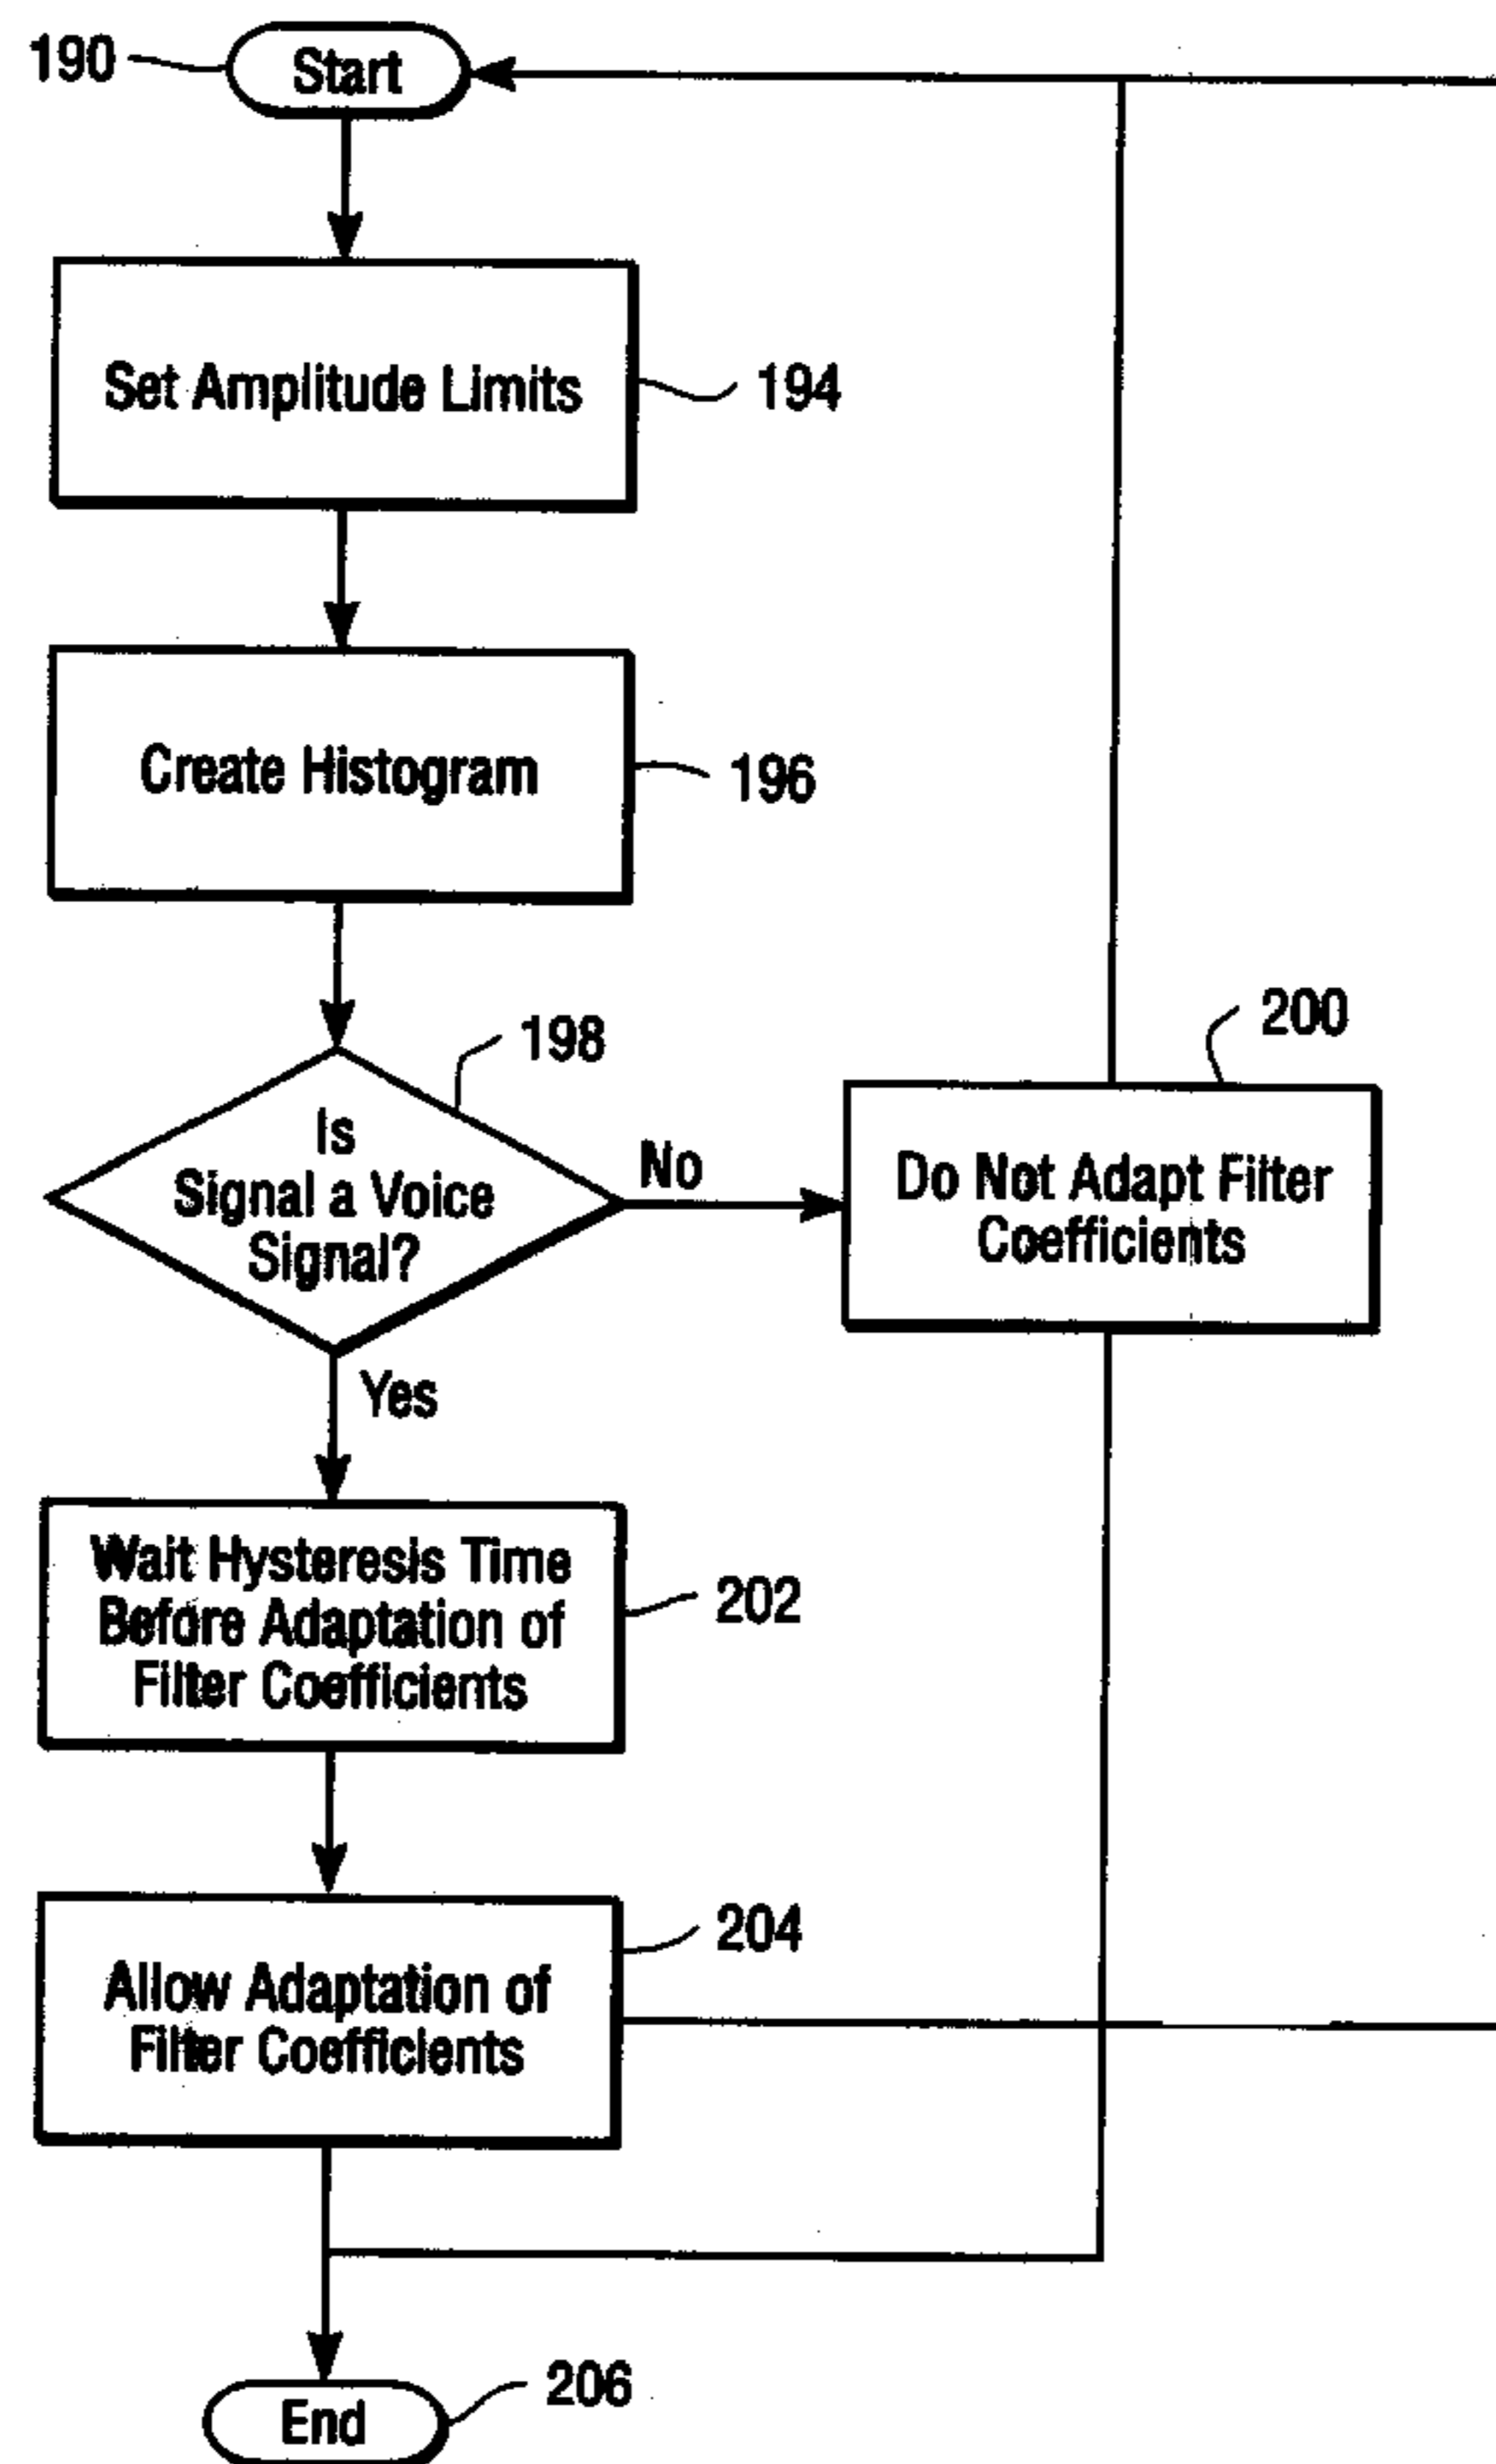 190
Start
Set Amplitude Limits
194
Create Histogram
196
198
Is
Signal a Voice
Signal?
No
200
Do Not Adapt Filter
Coefficients
Yes
Wait Hysteresis Time
Before Adaptation of
Filter Coefficients
202
204
Allow Adaptation of
Filter Coefficients
206
End